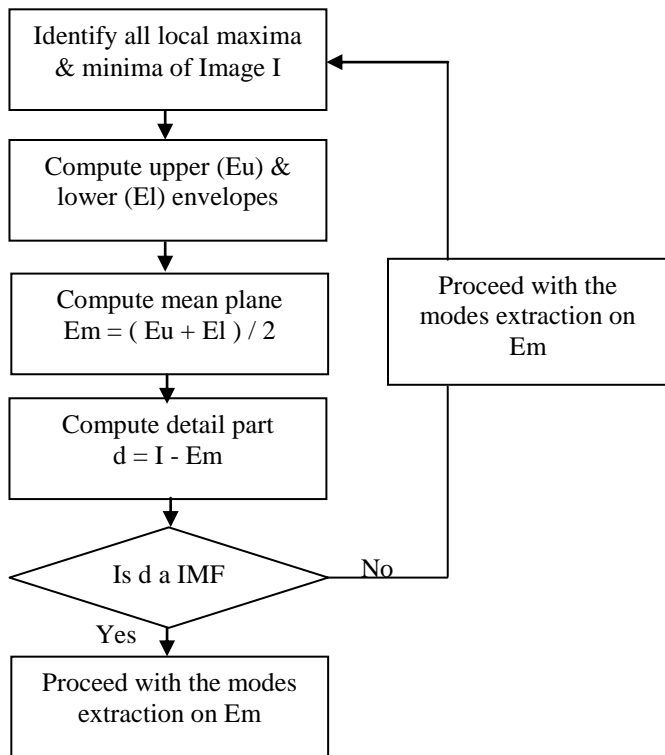 Identify all local maxima
& minima of Image I
Compute upper (Eu) &
lower (El) envelopes
Compute mean plane
Em = ( Eu + El ) / 2
Proceed with the
modes extraction on
Em
Compute detail part
d = I - Em
Is d a IMF
No
Yes
Proceed with the modes
extraction on Em